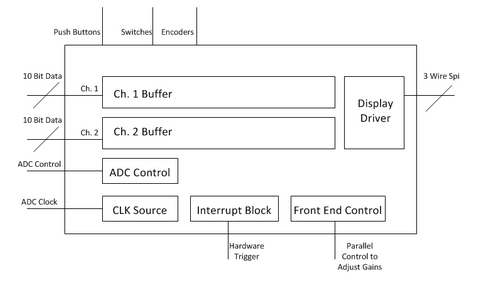 Push Buttons Switches Encoders
10 Bit Data
Ch. 1
Ch. 1 Buffer
3 Wire Spi
Display
Driver
10 Bit Data
Ch. 2
Ch. 2 Buffer
ADC Control
ADC Control
ADC Clock
CLK Source
Interrupt Block
Front End Control
Hardware
Trigger
Parallel
Control to
Adjust Gains